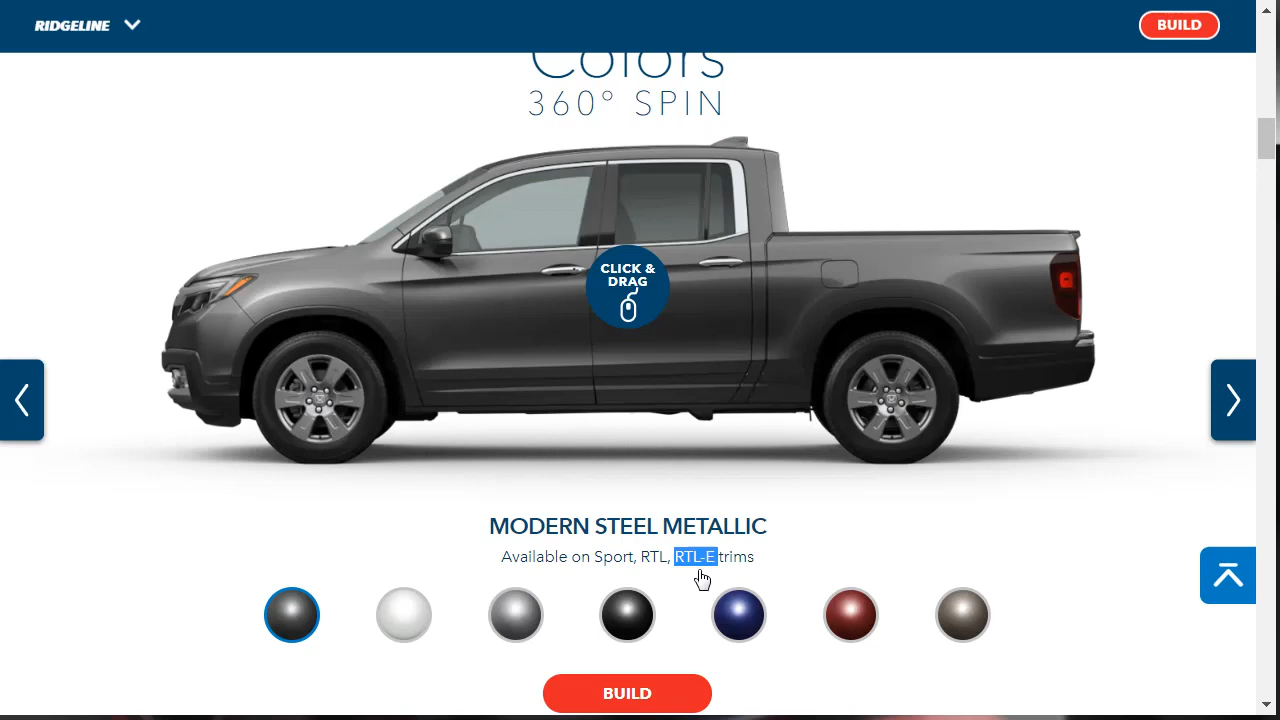 RIDGELINE
BUILD
Colors
360° SPIN
CLICK &
DRAG
MODERN STEEL METALLIC
Available on Sport, RTL, RTL-E trims
BUILD